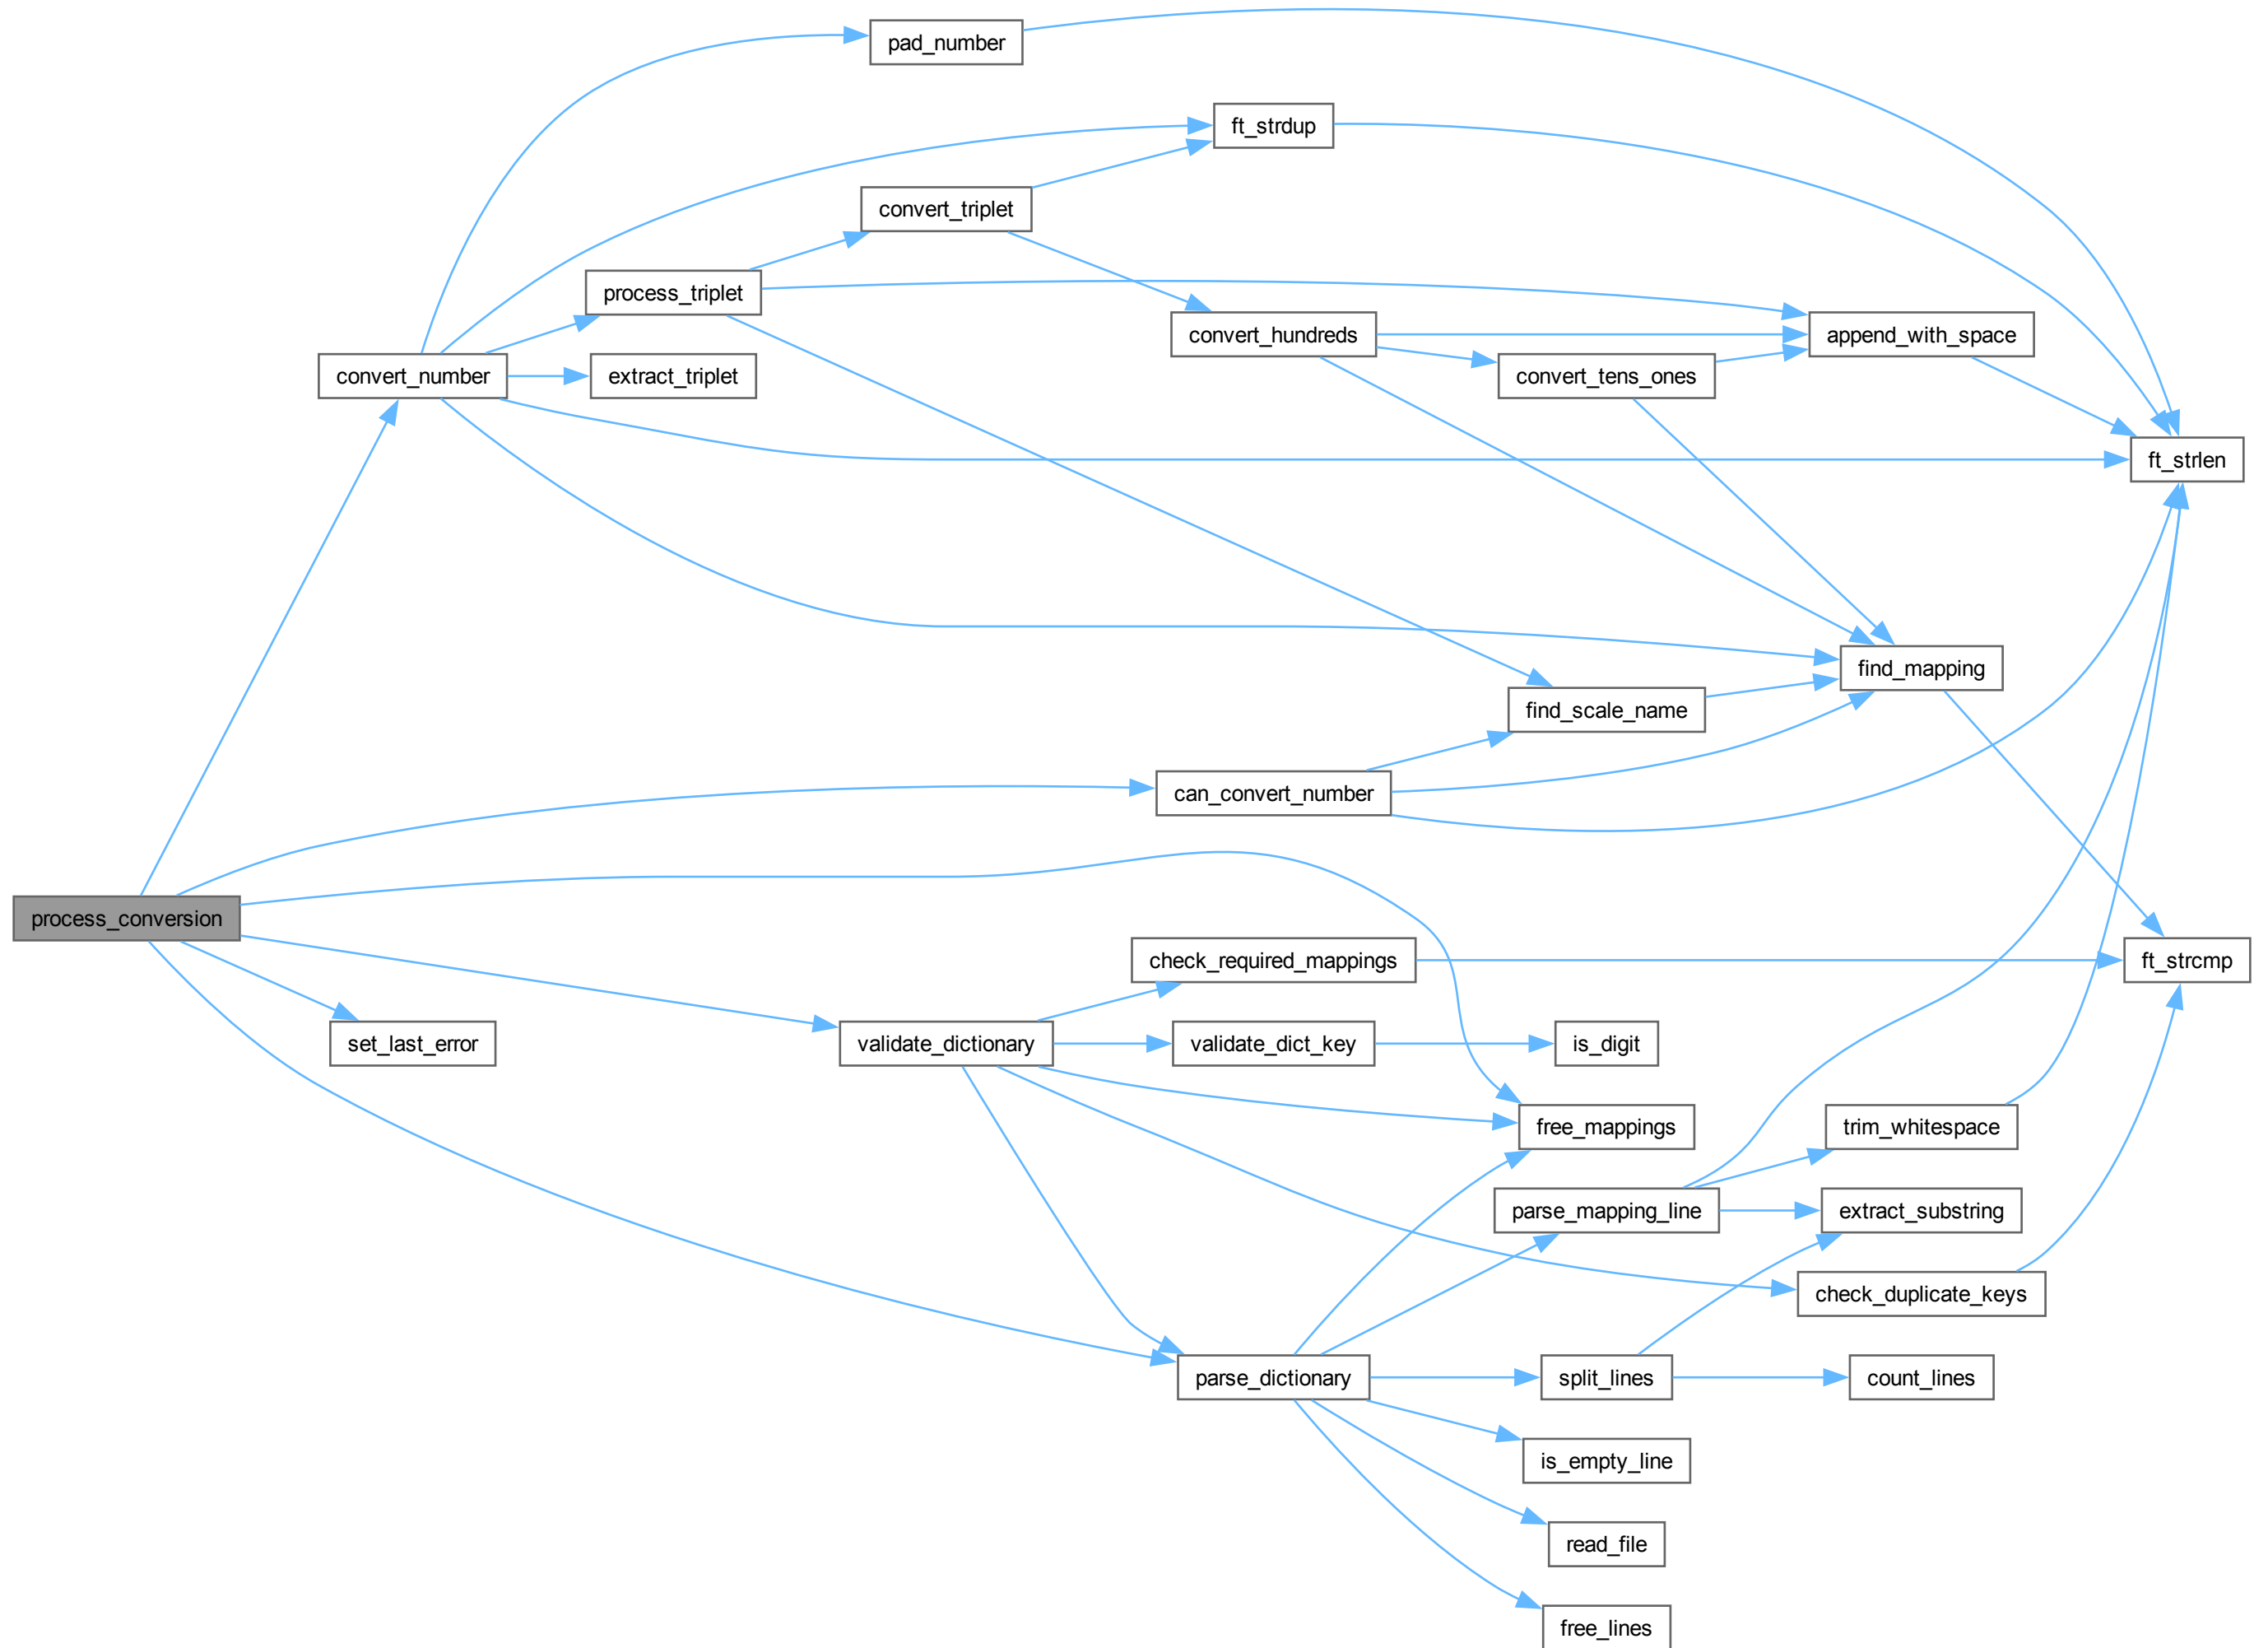 pad_number
ft_strdup
convert_triplet
process_triplet
convert_hundreds
append_with_space
convert_number
extract_triplet
convert_tens_ones
ft_strlen
find_mapping
find_scale_name
can_convert_number
process_conversion
check_required_mappings
ft_strcmp
set_last_error
validate_dictionary
validate_dict_key
is_digit
free_mappings
trim_whitespace
parse_mapping_line
extract_substring
check_duplicate_keys
parse_dictionary
split_lines
count_lines
is_empty_line
read_file
free_lines